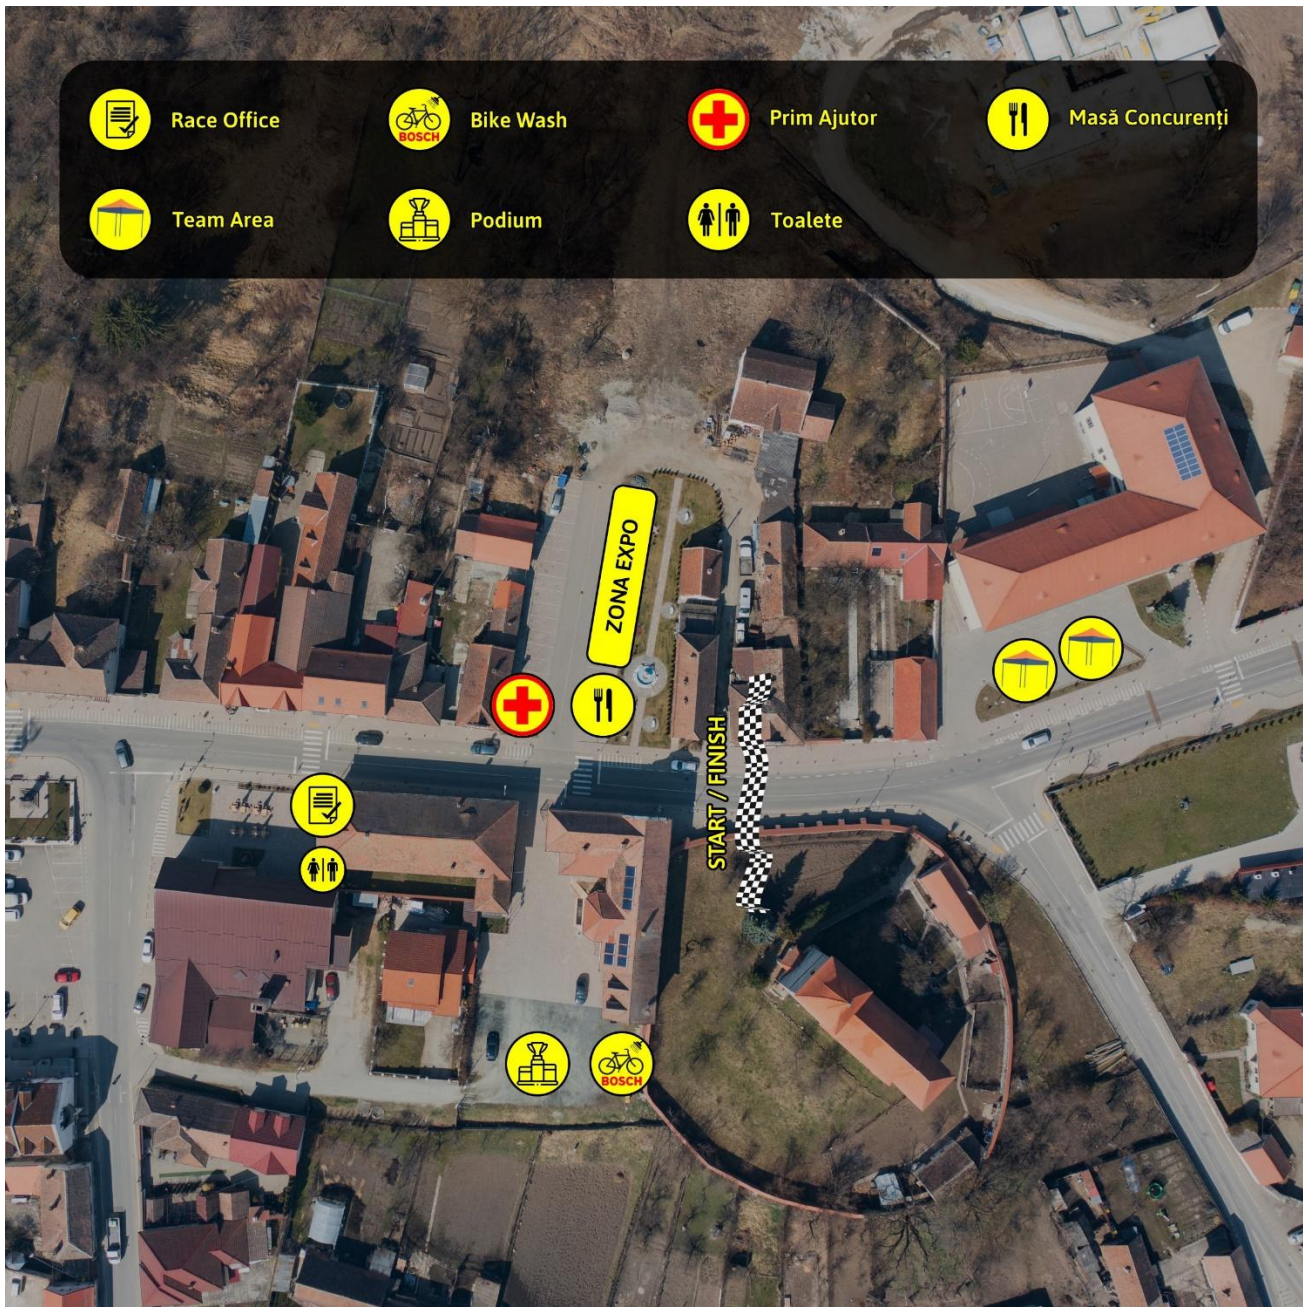 Race Office
Bike Wash
BOSCH
Prim Ajutor
Masă Concurenți
Team Area
Podium
Toalete
ZONA EXPO
START / FINISH
BOSCH